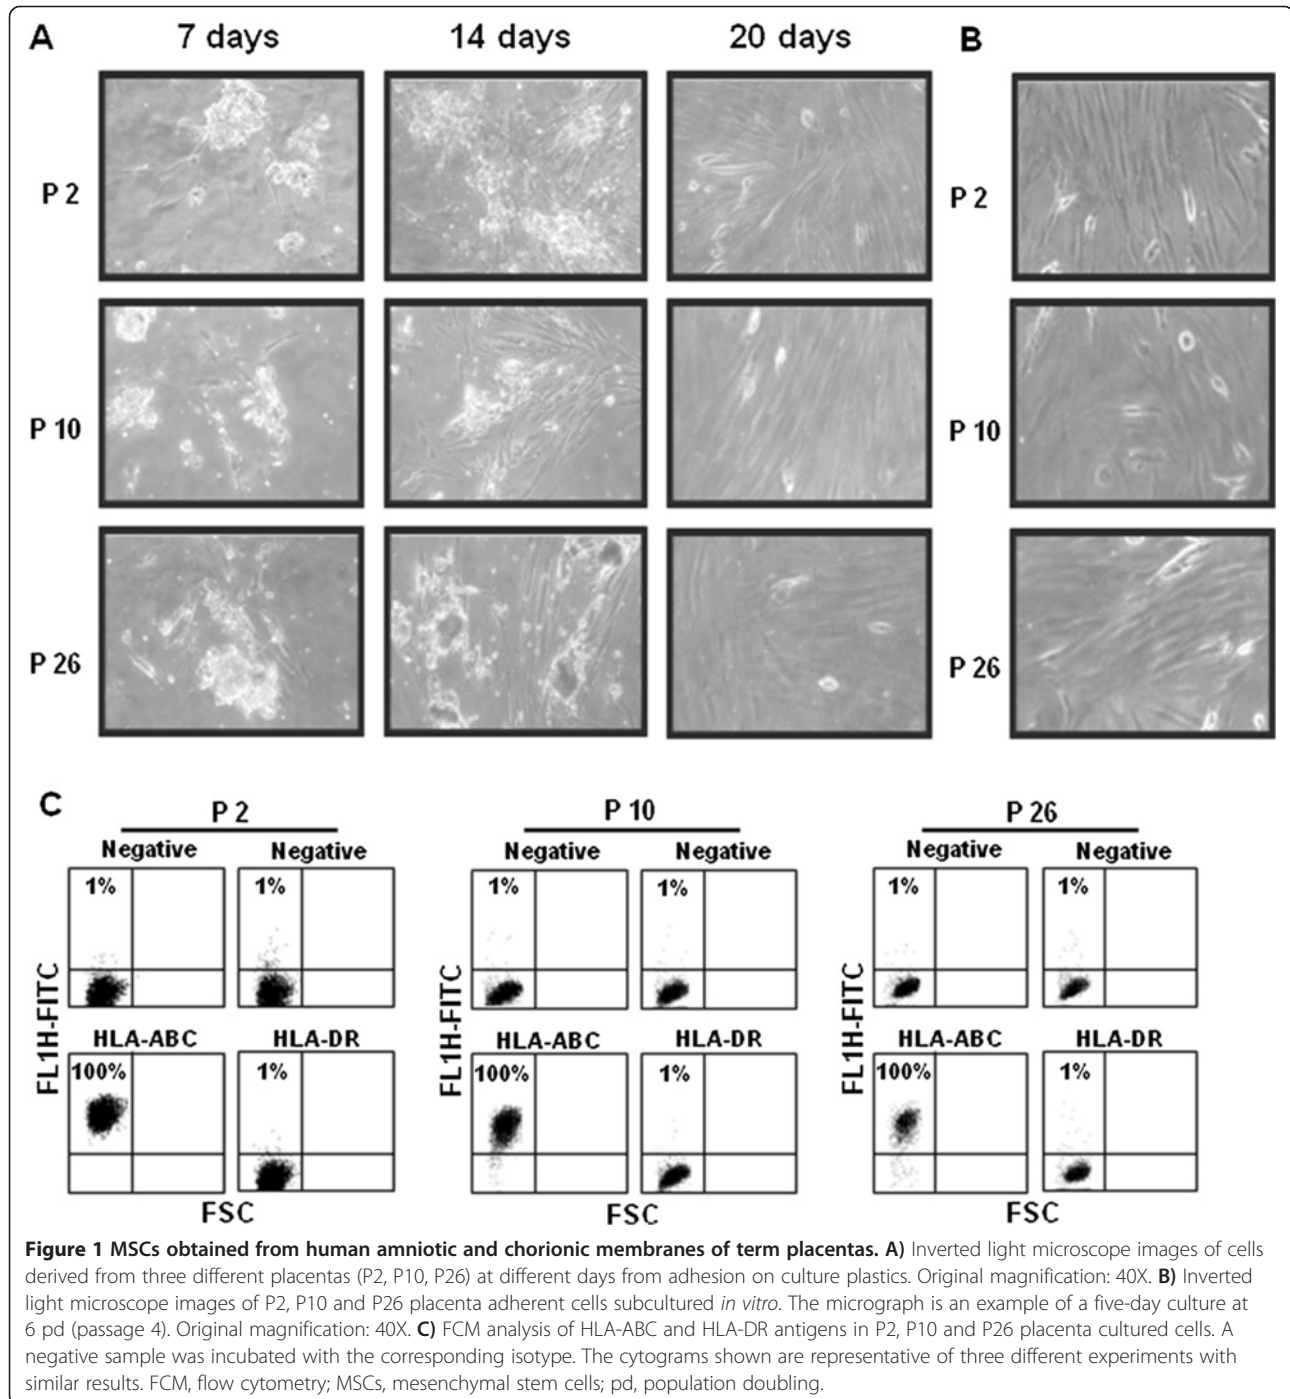 A 7 days 14 days 20 days B
P 2 P 2
P 10 P 10
P 26 P 26
C
P 2 P 10 P 26
Negative Negative Negative Negative Negative Negative
1% 1% 1% 1% 1% 1%
FL1H-FITC FL1H-FITC FL1H-FITC
HLA-ABC HLA-DR HLA-ABC HLA-DR HLA-ABC HLA-DR
100% 1% 100% 1% 100% 1%
FSC FSC FSC
Figure 1 MSCs obtained from human amniotic and chorionic membranes of term placentas. A) Inverted light microscope images of cells
derived from three different placentas (P2, P10, P26) at different days from adhesion on culture plastics. Original magnification: 40X. B) Inverted
light microscope images of P2, P10 and P26 placenta adherent cells subcultured in vitro. The micrograph is an example of a five-day culture at
6 pd (passage 4). Original magnification: 40X. C) FCM analysis of HLA-ABC and HLA-DR antigens in P2, P10 and P26 placenta cultured cells. A
negative sample was incubated with the corresponding isotype. The cytograms shown are representative of three different experiments with
similar results. FCM, flow cytometry; MSCs, mesenchymal stem cells; pd, population doubling.